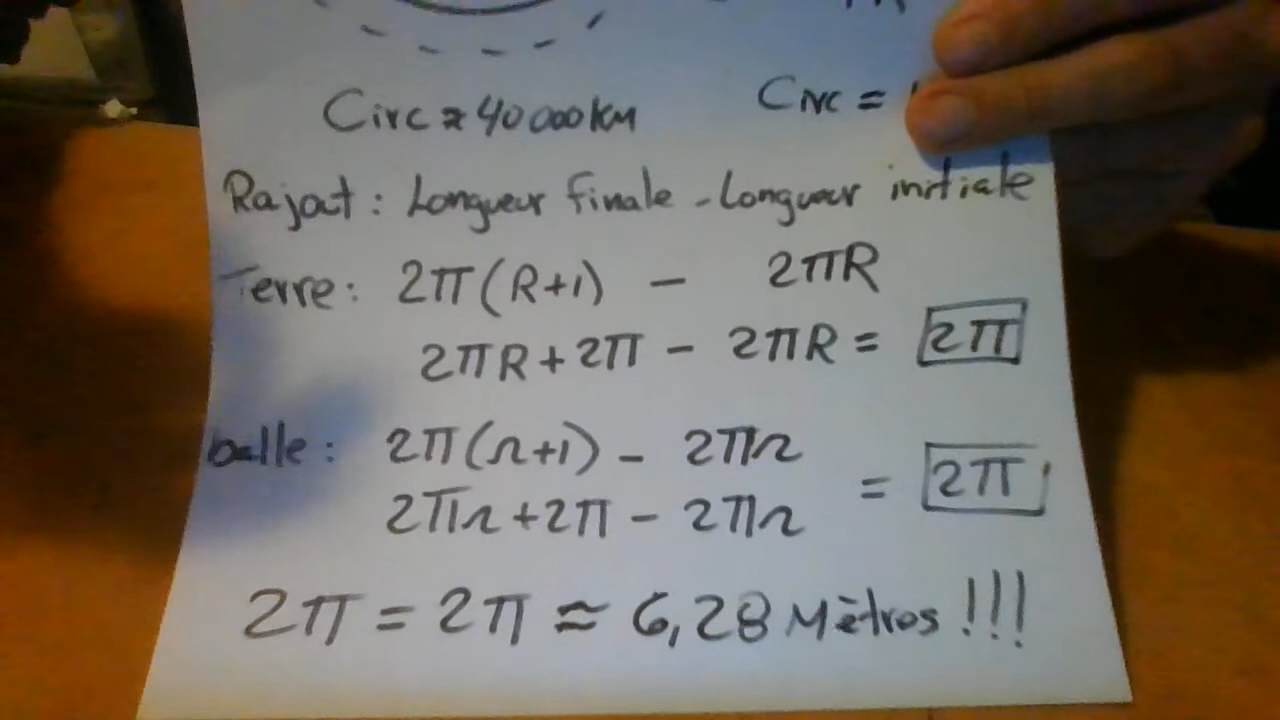 Circ ≈ 40 000 km
Circ =
Rajout : Longueur finale - Longueur initiale
Terre : 2π(R+1) - 2πR
2πR + 2π - 2πR = 2π
balle : 2π(r+1) - 2πr
2πr + 2π - 2πr = 2π
2π = 2π ≈ 6,28 Mètres !!!